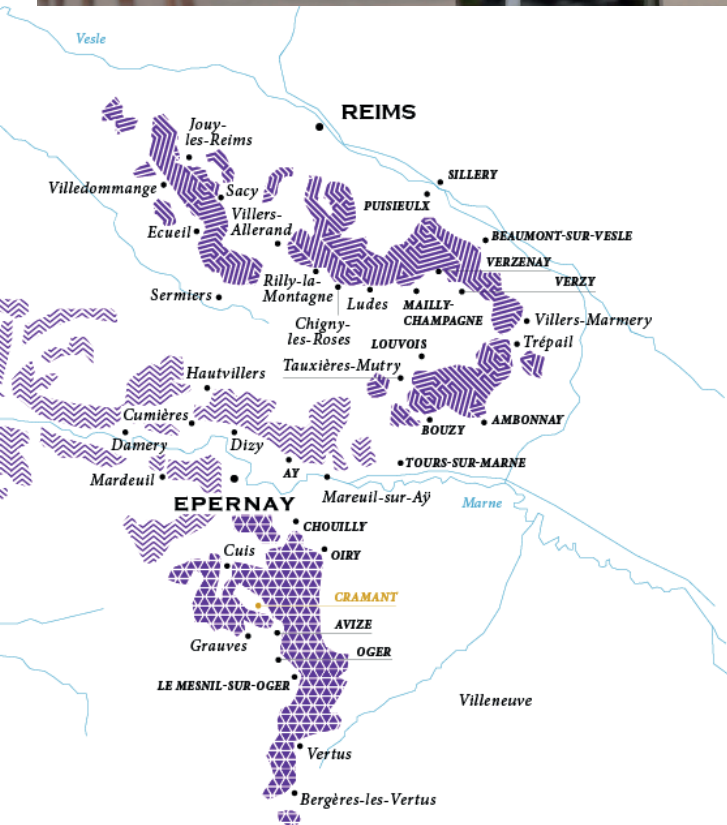 Vesle
REIMS
Jouy-
les-Reims
SILLERY
Villedommange
Sacy
PUISIEULX
Villers-
Allerand
Ecueil
BEAUMONT-SUR-VESLE
VERZENAY
VERZY
Rilly-la-
Montagne
Sermiers
Ludes
MAILLY-
CHAMPAGNE
Chigny-
les-Roses
Villers-Marmery
LOUVOIS
Trépail
Tauxières-Mutry
Hautvillers
Cumières
AMBONNAY
BOUZY
Damery
Dizy
TOURS-SUR-MARNE
AY
Mardeuil
Mareuil-sur-Aÿ
Marne
EPERNAY
CHOUILLY
Cuis
OIRY
CRAMANT
AVIZE
Grauves
OGER
LE MESNIL-SUR-OGER
Villeneuve
Vertus
Bergères-les-Vertus